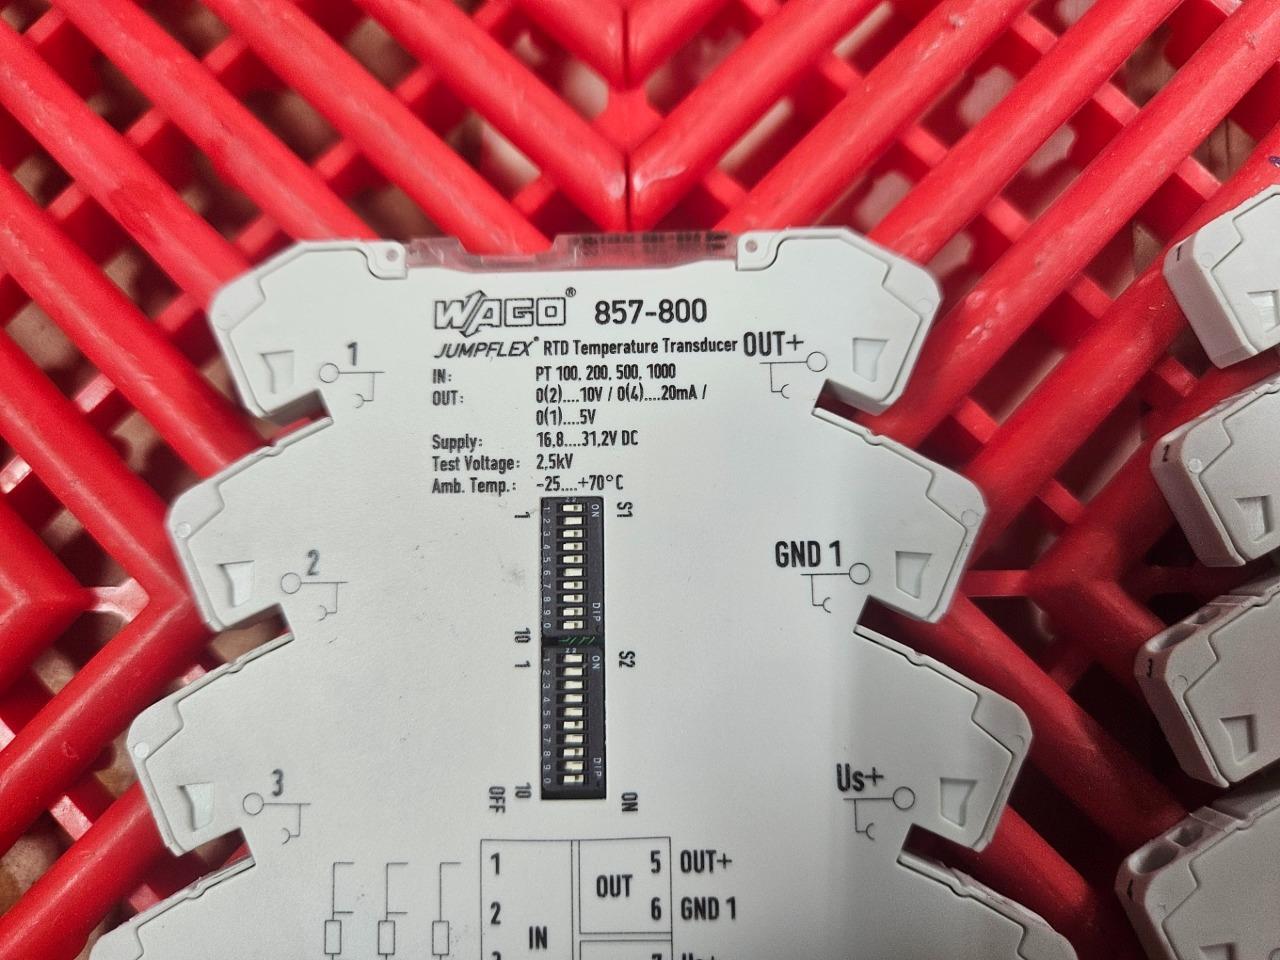 WAGO® 857-800
JUMPFLEX® RTD Temperature Transducer
IN: PT 100, 200, 500, 1000
OUT: 0(2)....10V / 0(4)....20mA /
0(1)....5V
Supply: 16,8....31,2V DC
Test Voltage: 2,5kV
Amb. Temp.: -25....+70°C
1
OUT+
2
GND 1
3
Us+
1
S1
ON
1 2 3 4 5 6 7 8 9 0
DIP
10
1
S2
ON
1 2 3 4 5 6 7 8 9 0
DIP
10
OFF
ON
1
2
IN
OUT
5 OUT+
6 GND 1
1
2
3
4